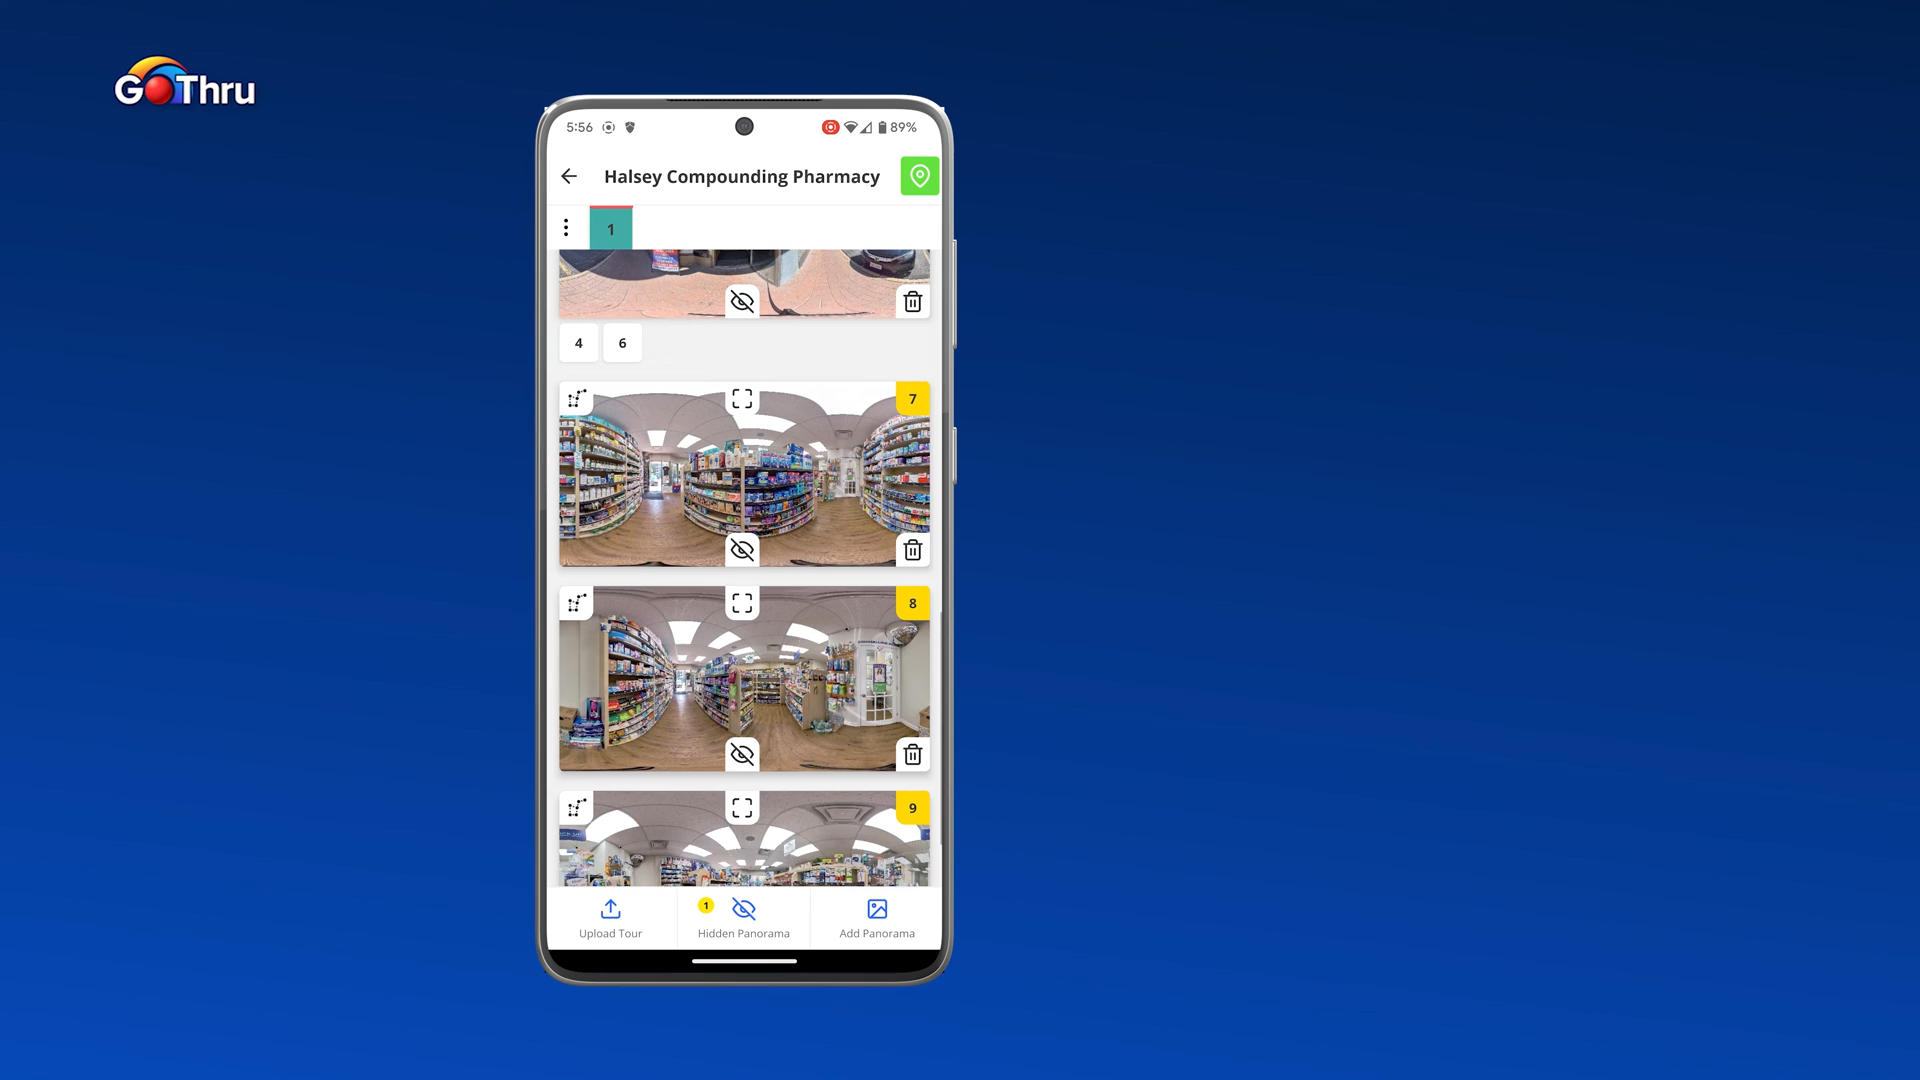 GoThru
5:56
89%
Halsey Compounding Pharmacy
1
4 6
7
8
9
Upload Tour
1
Hidden Panorama
Add Panorama